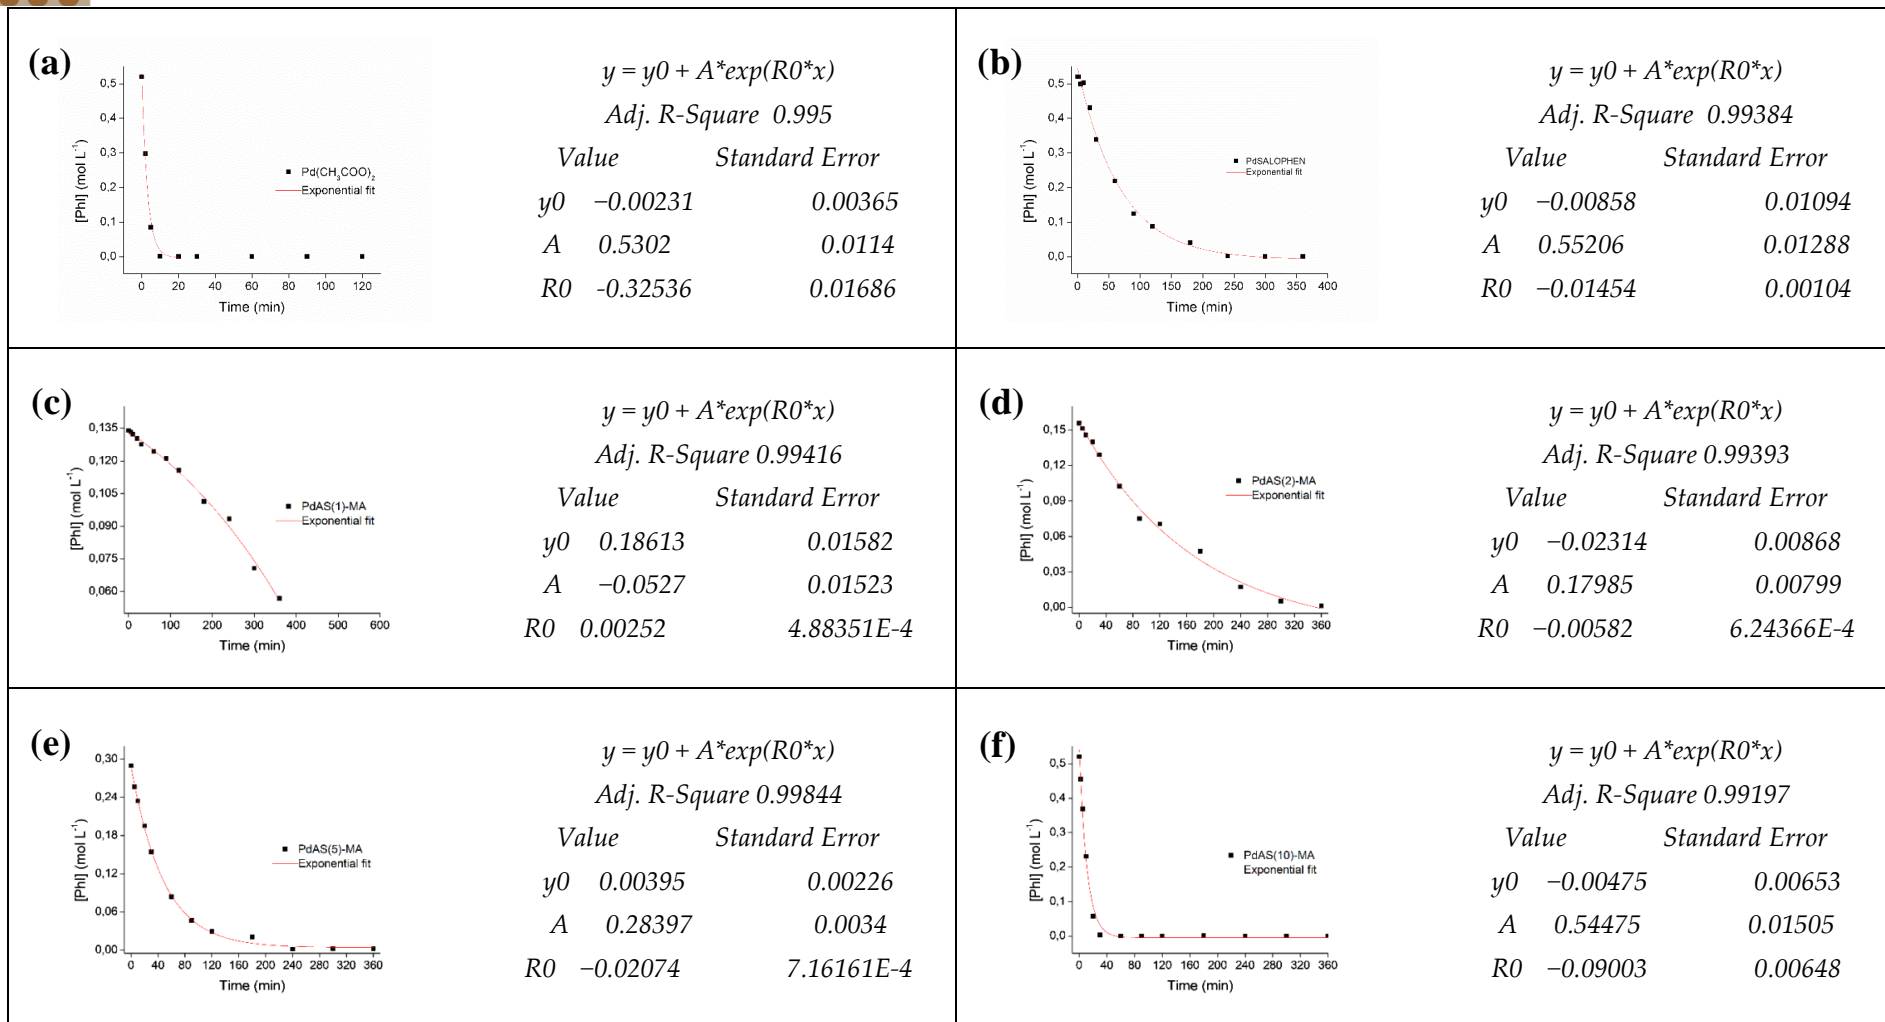 (a)
0,5
0,4
0,3
0,2
0,1
0,0
[PhI] (mol L⁻¹)
Pd(CH₃COO)₂
Exponential fit
0 20 40 60 80 100 120
Time (min)
y = y0 + A*exp(R0*x)
Adj. R-Square 0.995
Value Standard Error
y0 −0.00231 0.00365
A 0.5302 0.0114
R0 -0.32536 0.01686
(b)
0,5
0,4
0,3
0,2
0,1
0,0
[PhI] (mol L⁻¹)
PdSALOPHEN
Exponential fit
0 50 100 150 200 250 300 350 400
Time (min)
y = y0 + A*exp(R0*x)
Adj. R-Square 0.99384
Value Standard Error
y0 −0.00858 0.01094
A 0.55206 0.01288
R0 −0.01454 0.00104
(c)
0,135
0,120
0,105
0,090
0,075
0,060
[PhI] (mol L⁻¹)
PdAS(1)-MA
Exponential fit
0 100 200 300 400 500 600
Time (min)
y = y0 + A*exp(R0*x)
Adj. R-Square 0.99416
Value Standard Error
y0 0.18613 0.01582
A −0.0527 0.01523
R0 0.00252 4.88351E-4
(d)
0,15
0,12
0,09
0,06
0,03
0,00
[PhI] (mol L⁻¹)
PdAS(2)-MA
Exponential fit
0 40 80 120 160 200 240 280 320 360
Time (min)
y = y0 + A*exp(R0*x)
Adj. R-Square 0.99393
Value Standard Error
y0 −0.02314 0.00868
A 0.17985 0.00799
R0 −0.00582 6.24366E-4
(e)
0,30
0,24
0,18
0,12
0,06
0,00
[PhI] (mol L⁻¹)
PdAS(5)-MA
Exponential fit
0 40 80 120 160 200 240 280 320 360
Time (min)
y = y0 + A*exp(R0*x)
Adj. R-Square 0.99844
Value Standard Error
y0 0.00395 0.00226
A 0.28397 0.0034
R0 −0.02074 7.16161E-4
(f)
0,5
0,4
0,3
0,2
0,1
0,0
[PhI] (mol L⁻¹)
PdAS(10)-MA
Exponential fit
0 40 80 120 160 200 240 280 320 360
Time (min)
y = y0 + A*exp(R0*x)
Adj. R-Square 0.99197
Value Standard Error
y0 −0.00475 0.00653
A 0.54475 0.01505
R0 −0.09003 0.00648